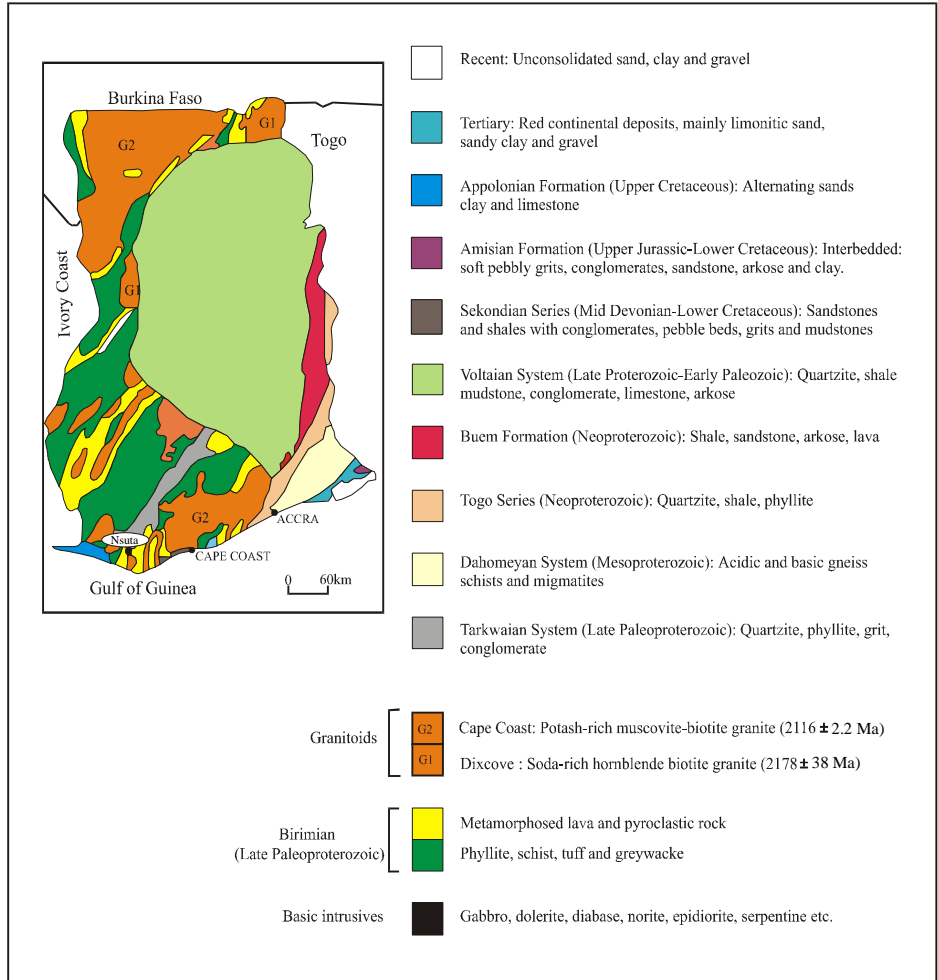 Burkina Faso
G2
G1
Togo
Ivory Coast
G1
G2
ACCRA
Nsuta
CAPE COAST
Gulf of Guinea
0 60km
Recent: Unconsolidated sand, clay and gravel
Tertiary: Red continental deposits, mainly limonitic sand,
sandy clay and gravel
Appolonian Formation (Upper Cretaceous): Alternating sands
clay and limestone
Amisian Formation (Upper Jurassic-Lower Cretaceous): Interbedded:
soft pebbly grits, conglomerates, sandstone, arkose and clay.
Sekondian Series (Mid Devonian-Lower Cretaceous): Sandstones
and shales with conglomerates, pebble beds, grits and mudstones
Voltaian System (Late Proterozoic-Early Paleozoic): Quartzite, shale
mudstone, conglomerate, limestone, arkose
Buem Formation (Neoproterozoic): Shale, sandstone, arkose, lava
Togo Series (Neoproterozoic): Quartzite, shale, phyllite
Dahomeyan System (Mesoproterozoic): Acidic and basic gneiss
schists and migmatites
Tarkwaian System (Late Paleoproterozoic): Quartzite, phyllite, grit,
conglomerate
Granitoids
G2 Cape Coast: Potash-rich muscovite-biotite granite (2116 ± 2.2 Ma)
G1 Dixcove : Soda-rich hornblende biotite granite (2178 ± 38 Ma)
Birimian
(Late Paleoproterozoic)
Metamorphosed lava and pyroclastic rock
Phyllite, schist, tuff and greywacke
Basic intrusives
Gabbro, dolerite, diabase, norite, epidiorite, serpentine etc.